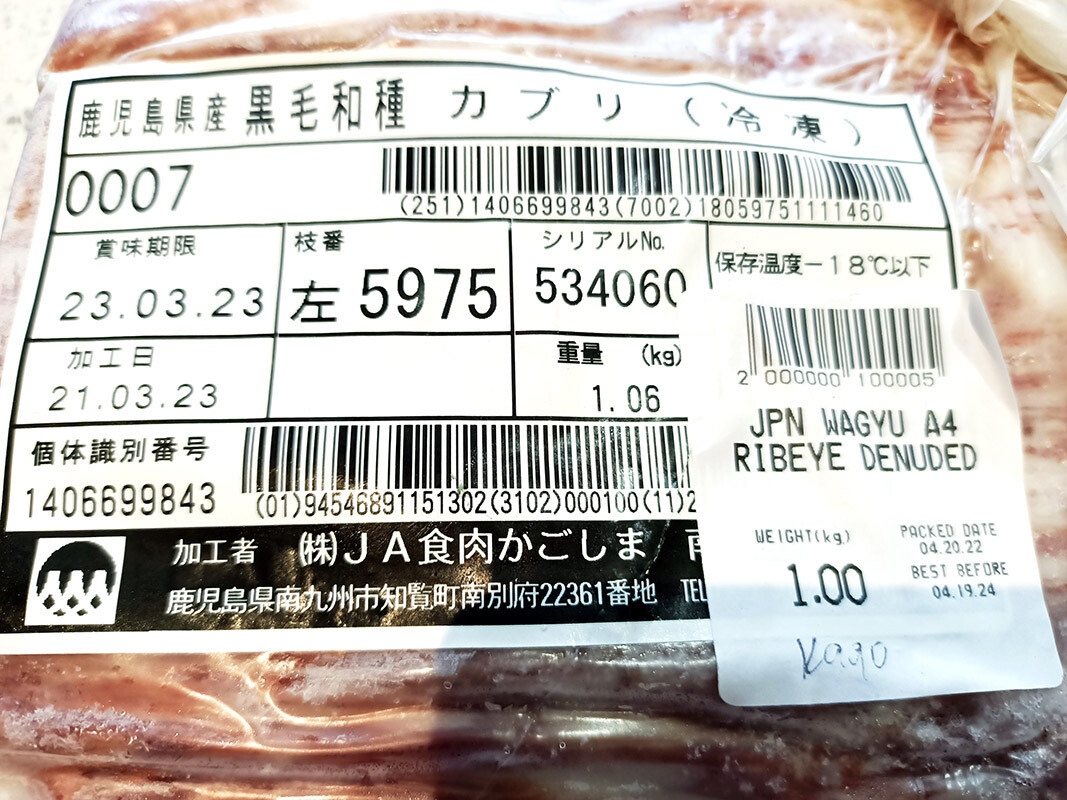 鹿児島県産 黒毛和種 カブリ (冷凍)
0007
(251)1406699843(7002)18059751111460
賞味期限
23.03.23
枝番
左 5975
シリアルNo.
534060
保存温度-18℃以下
加工日
21.03.23
重量 (kg)
1.06
個体識別番号
1406699843
(01)94546891151302(3102)000100(11)2
加工者 (株)JA食肉かごしま
鹿児島県南九州市知覧町南別府22361番地 TEL
2 000000 100005
JPN WAGYU A4
RIBEYE DENUDED
WEIGHT(kg)
1.00
PACKED DATE
04.20.22
BEST BEFORE
04.19.24
Kago